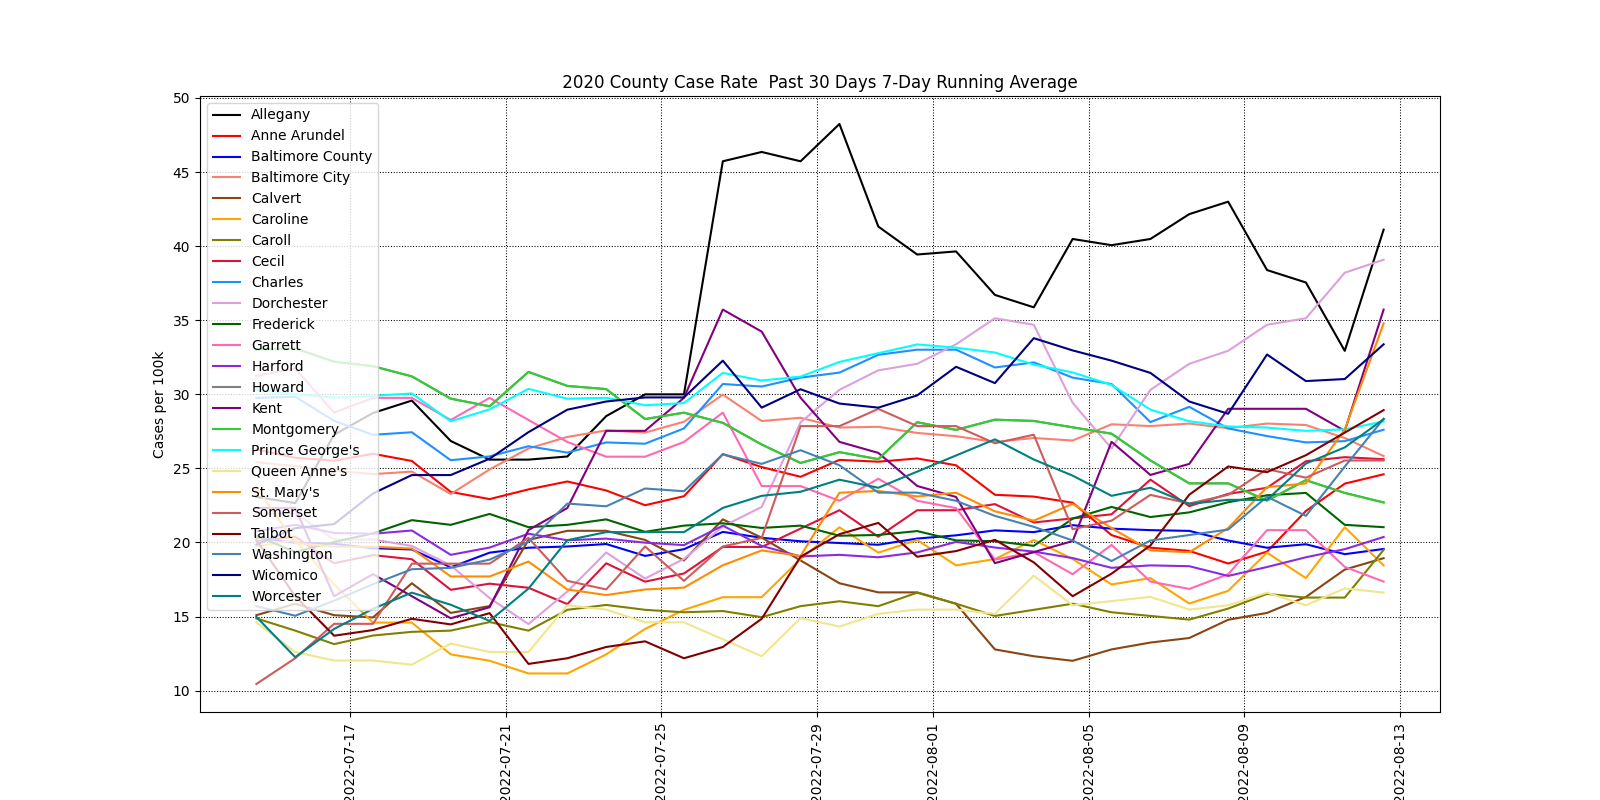 2020 County Case Rate  Past 30 Days 7-Day Running Average
Cases per 100k
50
45
40
35
30
25
20
15
10
Allegany
Anne Arundel
Baltimore County
Baltimore City
Calvert
Caroline
Caroll
Cecil
Charles
Dorchester
Frederick
Garrett
Harford
Howard
Kent
Montgomery
Prince George's
Queen Anne's
St. Mary's
Somerset
Talbot
Washington
Wicomico
Worcester
2022-07-17
2022-07-21
2022-07-25
2022-07-29
2022-08-01
2022-08-05
2022-08-09
2022-08-13